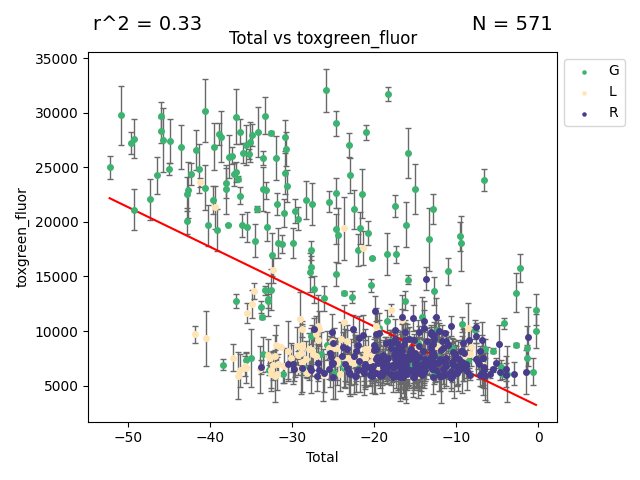 r^2 = 0.33 N = 571
Total vs toxgreen_fluor
35000
30000
25000
20000
15000
10000
5000
toxgreen_fluor
−50 −40 −30 −20 −10 0
Total
G
L
R